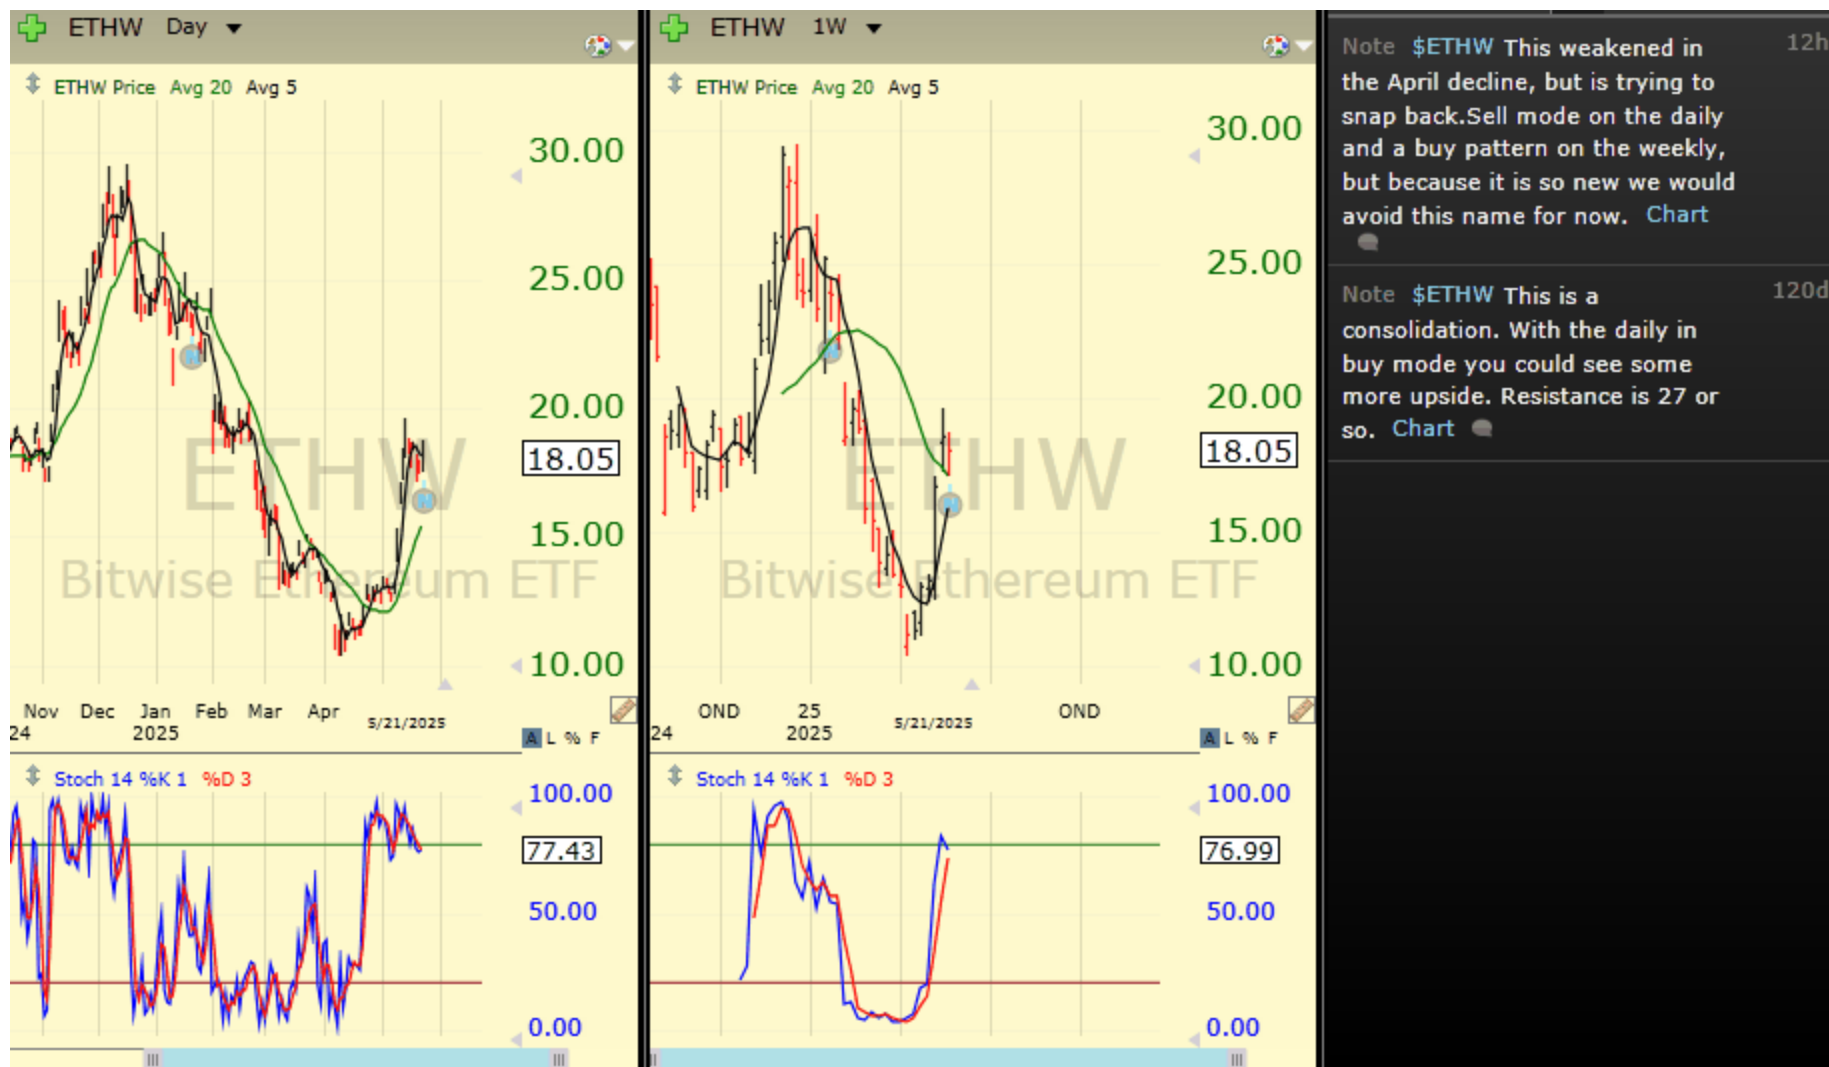 ETHW Day
ETHW Price Avg 20 Avg 5
30.00
25.00
20.00
18.05
15.00
10.00
ETHW
Bitwise Ethereum ETF
Nov Dec Jan Feb Mar Apr 5/21/2025
24 2025
A L % F
Stoch 14 %K 1 %D 3
100.00
77.43
50.00
0.00
ETHW 1W
ETHW Price Avg 20 Avg 5
30.00
25.00
20.00
18.05
15.00
10.00
ETHW
Bitwise Ethereum ETF
OND 25 5/21/2025 OND
24 2025
A L % F
Stoch 14 %K 1 %D 3
100.00
76.99
50.00
0.00
Note $ETHW This weakened in 12h
the April decline, but is trying to
snap back.Sell mode on the daily
and a buy pattern on the weekly,
but because it is so new we would
avoid this name for now. Chart
Note $ETHW This is a 120d
consolidation. With the daily in
buy mode you could see some
more upside. Resistance is 27 or
so. Chart